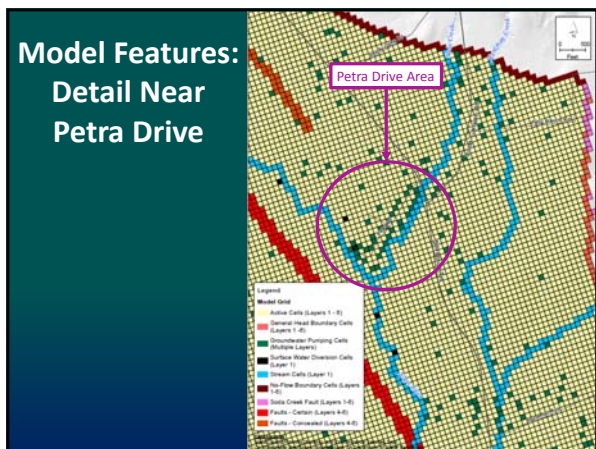 Model Features:
Detail Near
Petra Drive
Petra Drive Area
0 500
Feet
Legend
Model Grid
Active Cells (Layers 1 - 6)
General Head Boundary Cells
(Layers 1 -6)
Groundwater Pumping Cells
(Multiple Layers)
Surface Water Diversion Cells
(Layer 1)
Stream Cells (Layer 1)
No-Flow Boundary Cells (Layers
1-6)
Soda Creek Fault (Layers 1-6)
Faults - Certain (Layers 4-6)
Faults - Concealed (Layers 4-6)